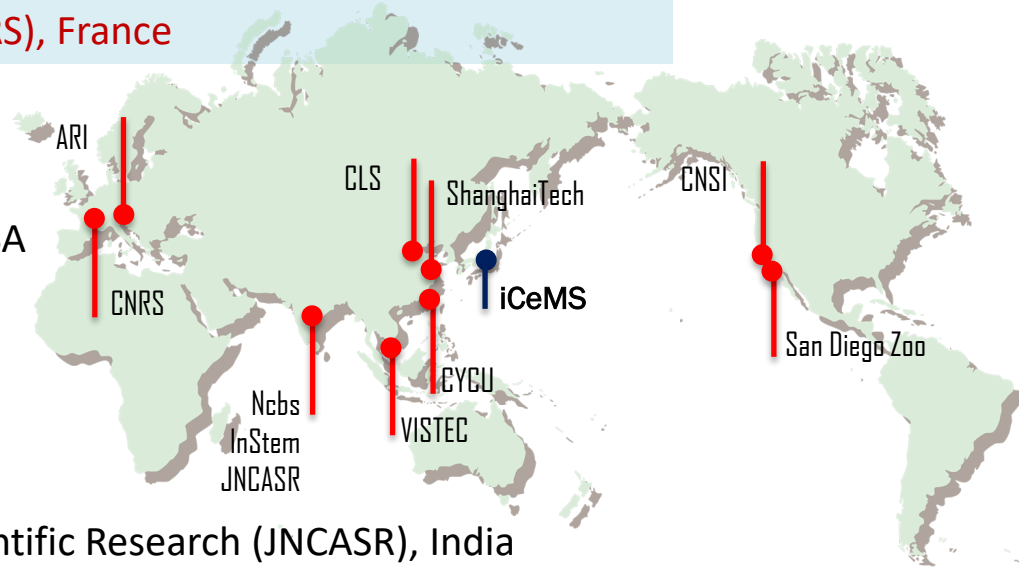 RS), France
ARI
CLS
ShanghaiTech
CNSI
CNRS
iCeMS
San Diego Zoo
CYCU
Ncbs
InStem
JNCASR
VISTEC
ntific Research (JNCASR), India